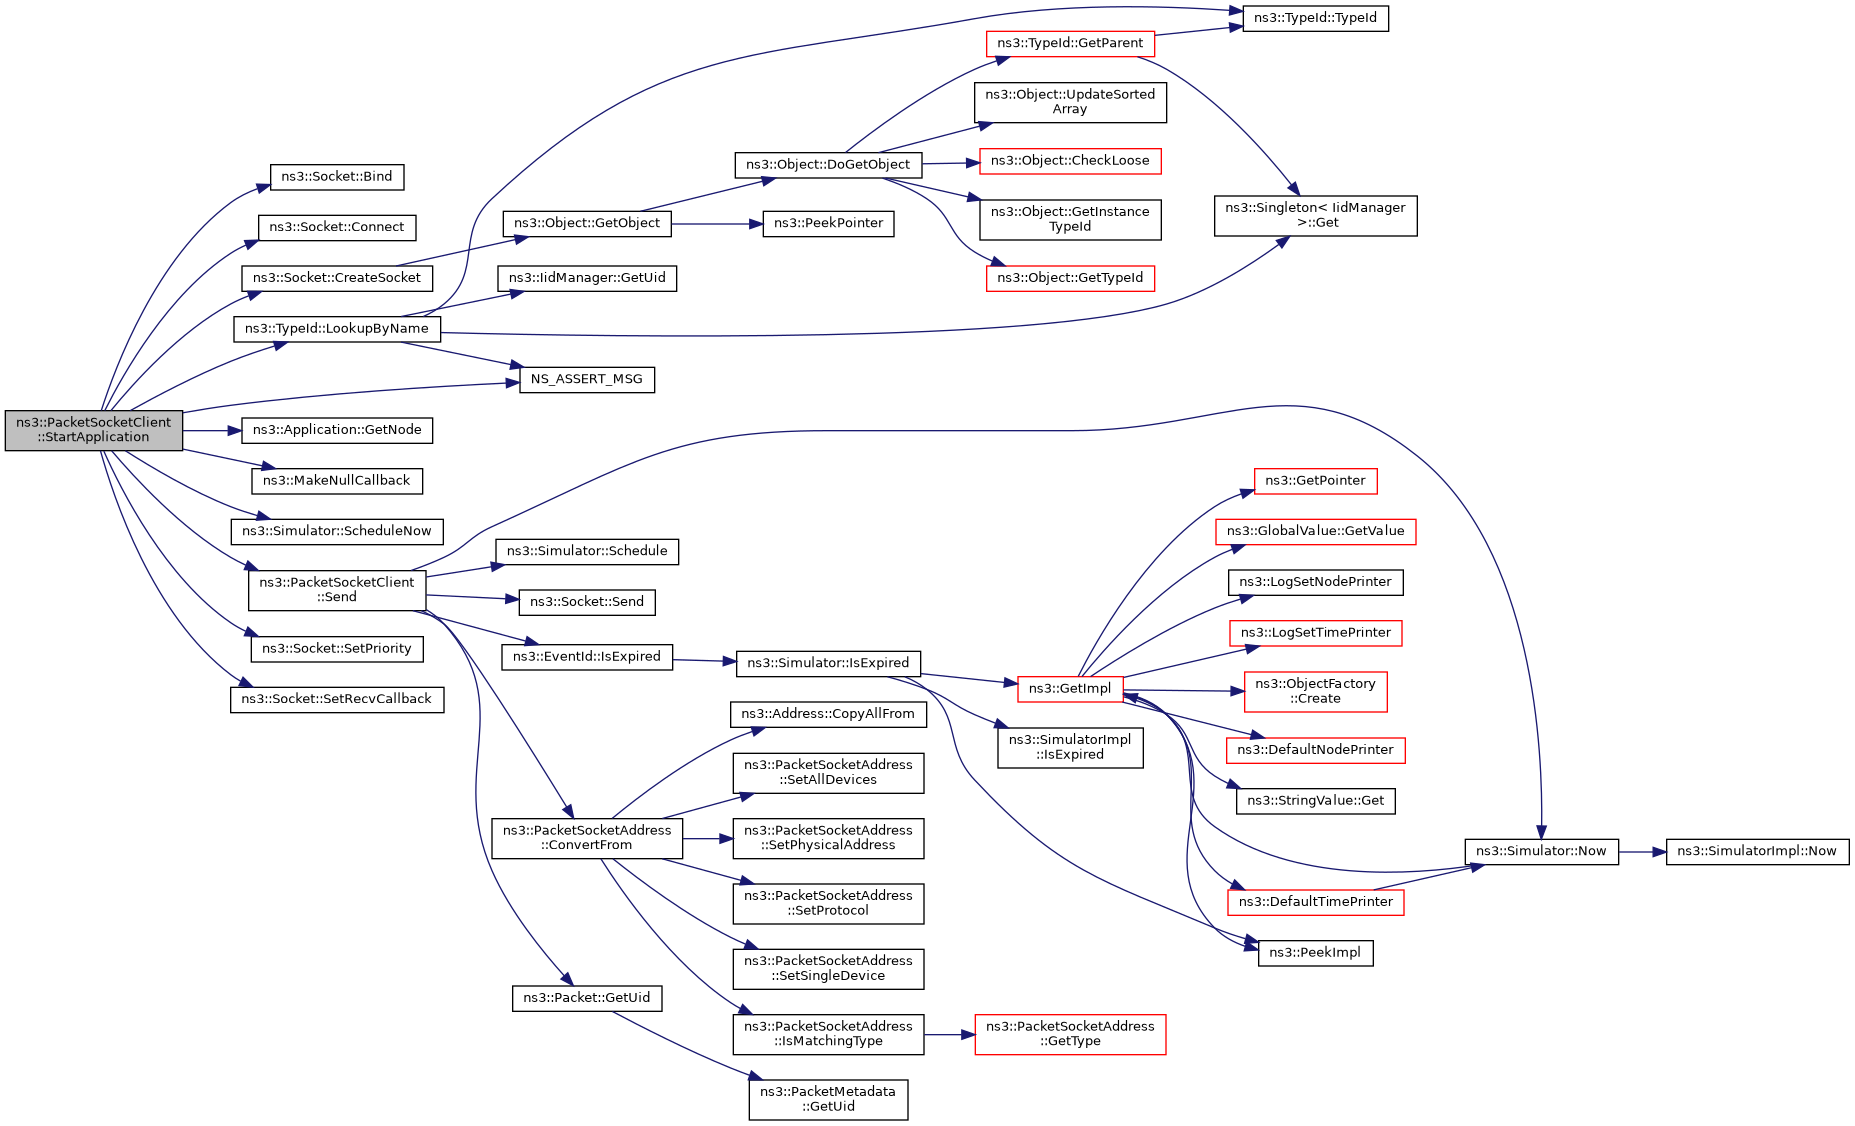 ns3::PacketSocketClient
::StartApplication
ns3::Socket::Bind
ns3::Socket::Connect
ns3::Socket::CreateSocket
ns3::TypeId::LookupByName
NS_ASSERT_MSG
ns3::Application::GetNode
ns3::MakeNullCallback
ns3::Simulator::ScheduleNow
ns3::PacketSocketClient
::Send
ns3::Socket::SetPriority
ns3::Socket::SetRecvCallback
ns3::Object::GetObject
ns3::IidManager::GetUid
ns3::Simulator::Schedule
ns3::Socket::Send
ns3::EventId::IsExpired
ns3::PacketSocketAddress
::ConvertFrom
ns3::Packet::GetUid
ns3::Object::DoGetObject
ns3::PeekPointer
ns3::Simulator::IsExpired
ns3::Address::CopyAllFrom
ns3::PacketSocketAddress
::SetAllDevices
ns3::PacketSocketAddress
::SetPhysicalAddress
ns3::PacketSocketAddress
::SetProtocol
ns3::PacketSocketAddress
::SetSingleDevice
ns3::PacketSocketAddress
::IsMatchingType
ns3::PacketMetadata
::GetUid
ns3::TypeId::GetParent
ns3::Object::UpdateSorted
Array
ns3::Object::CheckLoose
ns3::Object::GetInstance
TypeId
ns3::Object::GetTypeId
ns3::GetImpl
ns3::SimulatorImpl
::IsExpired
ns3::PacketSocketAddress
::GetType
ns3::TypeId::TypeId
ns3::Singleton< IidManager
>::Get
ns3::GetPointer
ns3::GlobalValue::GetValue
ns3::LogSetNodePrinter
ns3::LogSetTimePrinter
ns3::ObjectFactory
::Create
ns3::DefaultNodePrinter
ns3::StringValue::Get
ns3::DefaultTimePrinter
ns3::PeekImpl
ns3::Simulator::Now
ns3::SimulatorImpl::Now